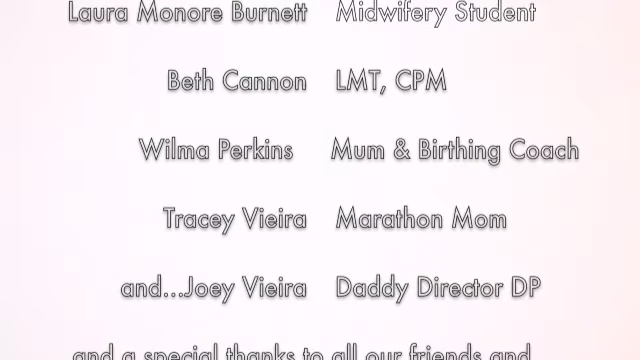 Laura Monore Burnett Midwifery Student
Beth Cannon LMT, CPM
Wilma Perkins Mum & Birthing Coach
Tracey Vieira Marathon Mom
and...Joey Vieira Daddy Director DP
and a special thanks to all our friends and